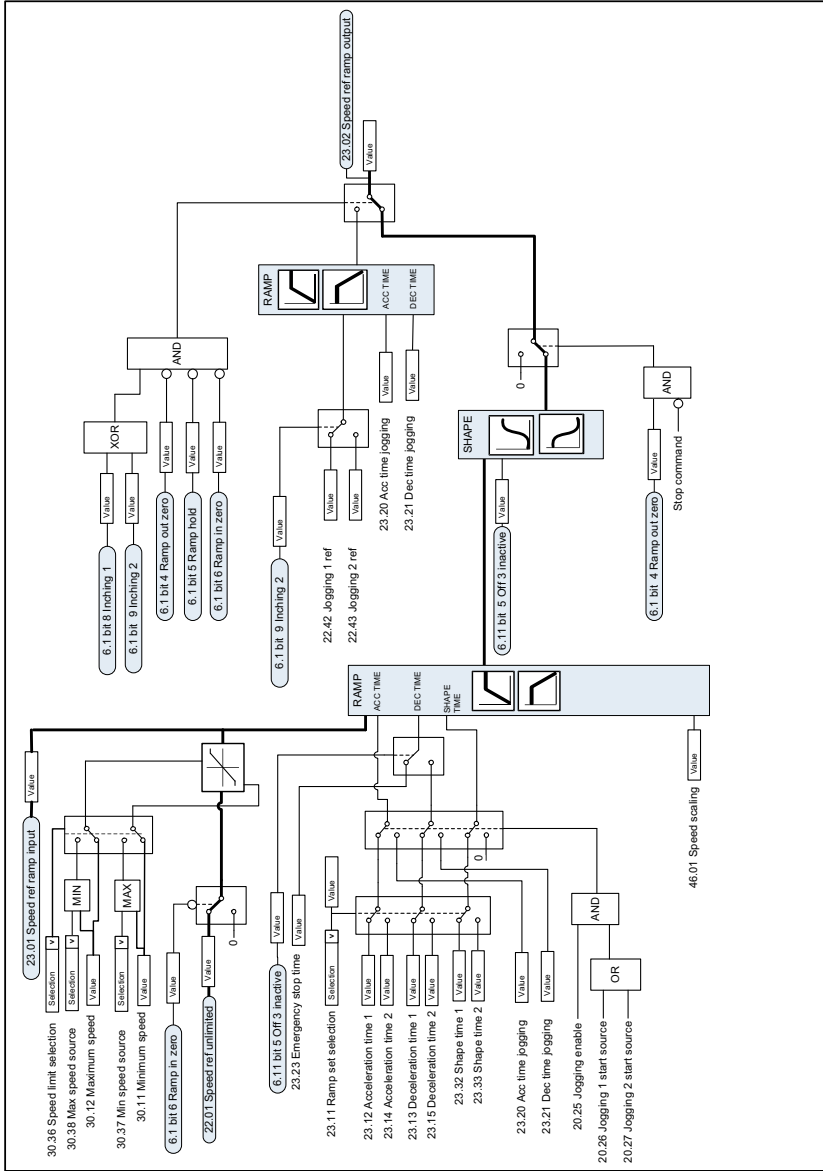 23.01 Speed ref ramp input
Value
30.36 Speed limit selection
Selection
v
30.38 Max speed source
Selection
v
30.12 Maximum speed
Value
MIN
30.37 Min speed source
Selection
v
30.11 Minimum speed
Value
MAX
6.1 bit 6 Ramp in zero
Value
22.01 Speed ref unlimited
Value
0
6.11 bit 5 Off 3 inactive
Value
23.23 Emergency stop time
Value
23.11 Ramp set selection
Selection
v
Value
23.12 Acceleration time 1
Value
23.14 Acceleration time 2
Value
23.13 Deceleration time 1
Value
23.15 Deceleration time 2
Value
23.32 Shape time 1
Value
23.33 Shape time 2
Value
0
23.20 Acc time jogging
Value
23.21 Dec time jogging
Value
20.25 Jogging enable
20.26 Jogging 1 start source
20.27 Jogging 2 start source
OR
AND
RAMP
ACC TIME
DEC TIME
SHAPE
TIME
46.01 Speed scaling
Value
6.1 bit 8 Inching 1
Value
6.1 bit 9 Inching 2
Value
XOR
6.1 bit 4 Ramp out zero
Value
6.1 bit 5 Ramp hold
Value
6.1 bit 6 Ramp in zero
Value
AND
6.1 bit 9 Inching 2
Value
22.42 Jogging 1 ref
Value
22.43 Jogging 2 ref
Value
23.20 Acc time jogging
Value
23.21 Dec time jogging
Value
RAMP
ACC TIME
DEC TIME
6.11 bit 5 Off 3 inactive
Value
SHAPE
0
6.1 bit 4 Ramp out zero
Value
Stop command
AND
23.02 Speed ref ramp output
Value